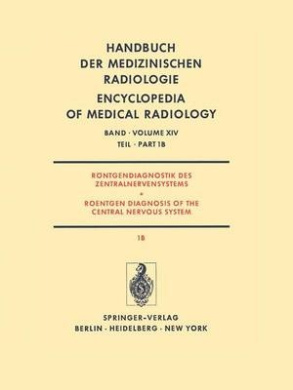 HANDBUCH
DER MEDIZINISCHEN
RADIOLOGIE
ENCYCLOPEDIA
OF MEDICAL RADIOLOGY
BAND · VOLUME XIV
TEIL · PART 1B
RÖNTGENDIAGNOSTIK DES
ZENTRALNERVENSYSTEMS
•
ROENTGEN DIAGNOSIS OF THE
CENTRAL NERVOUS SYSTEM
1B
SPRINGER-VERLAG
BERLIN · HEIDELBERG · NEW YORK